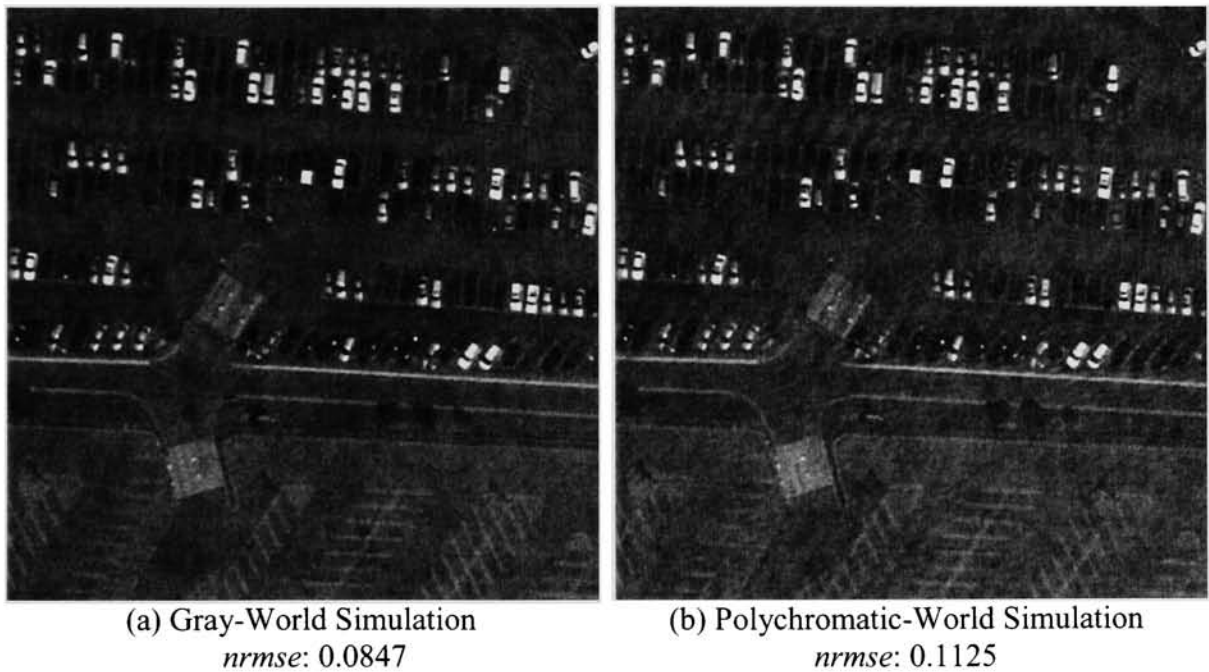 (a) Gray-World Simulation
nrmse: 0.0847
(b) Polychromatic-World Simulation
nrmse: 0.1125